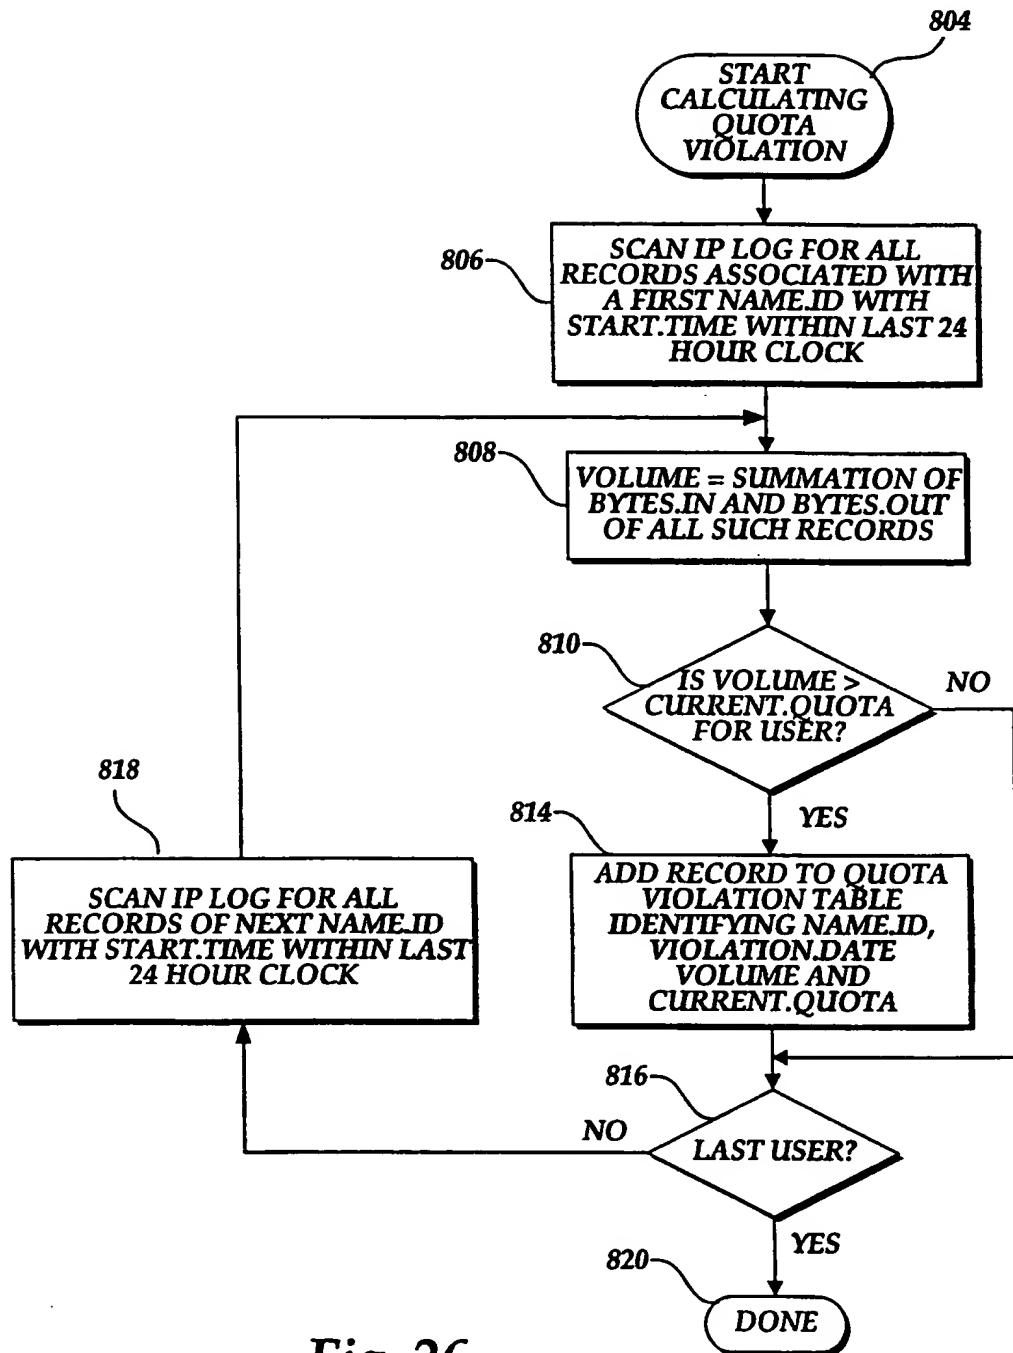 804
START
CALCULATING
QUOTA
VIOLATION
806
SCAN IP LOG FOR ALL
RECORDS ASSOCIATED WITH
A FIRST NAME.ID WITH
START.TIME WITHIN LAST 24
HOUR CLOCK
808
VOLUME = SUMMATION OF
BYTES.IN AND BYTES.OUT
OF ALL SUCH RECORDS
810
IS VOLUME >
CURRENT.QUOTA
FOR USER?
NO
YES
814
ADD RECORD TO QUOTA
VIOLATION TABLE
IDENTIFYING NAME.ID,
VIOLATION.DATE
VOLUME AND
CURRENT.QUOTA
818
SCAN IP LOG FOR ALL
RECORDS OF NEXT NAME.ID
WITH START.TIME WITHIN LAST
24 HOUR CLOCK
816
LAST USER?
NO
YES
820
DONE
Fig. 26